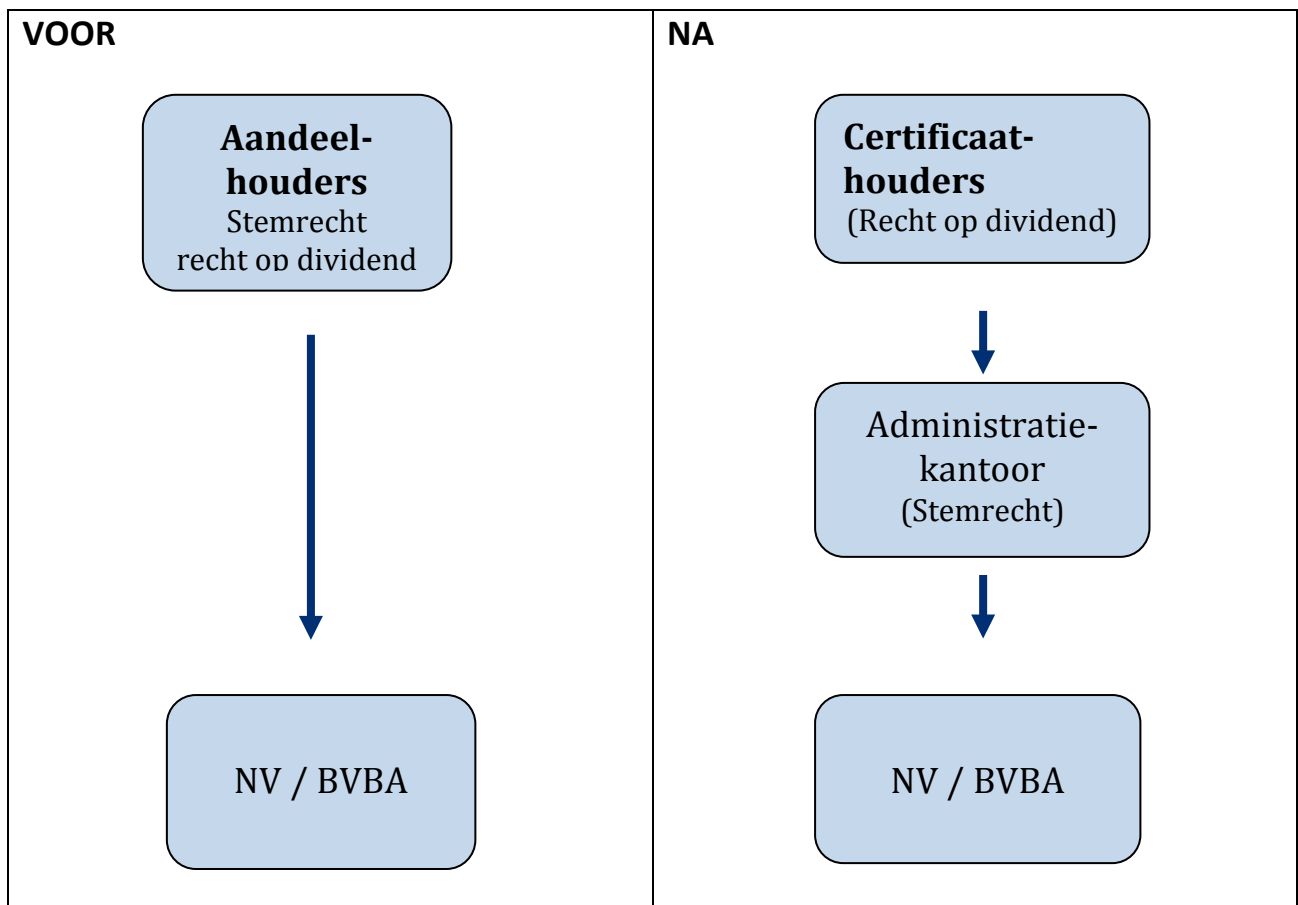 VOOR
Aandeel-
houders
Stemrecht
recht op dividend
NV / BVBA
NA
Certificaat-
houders
(Recht op dividend)
Administratie-
kantoor
(Stemrecht)
NV / BVBA